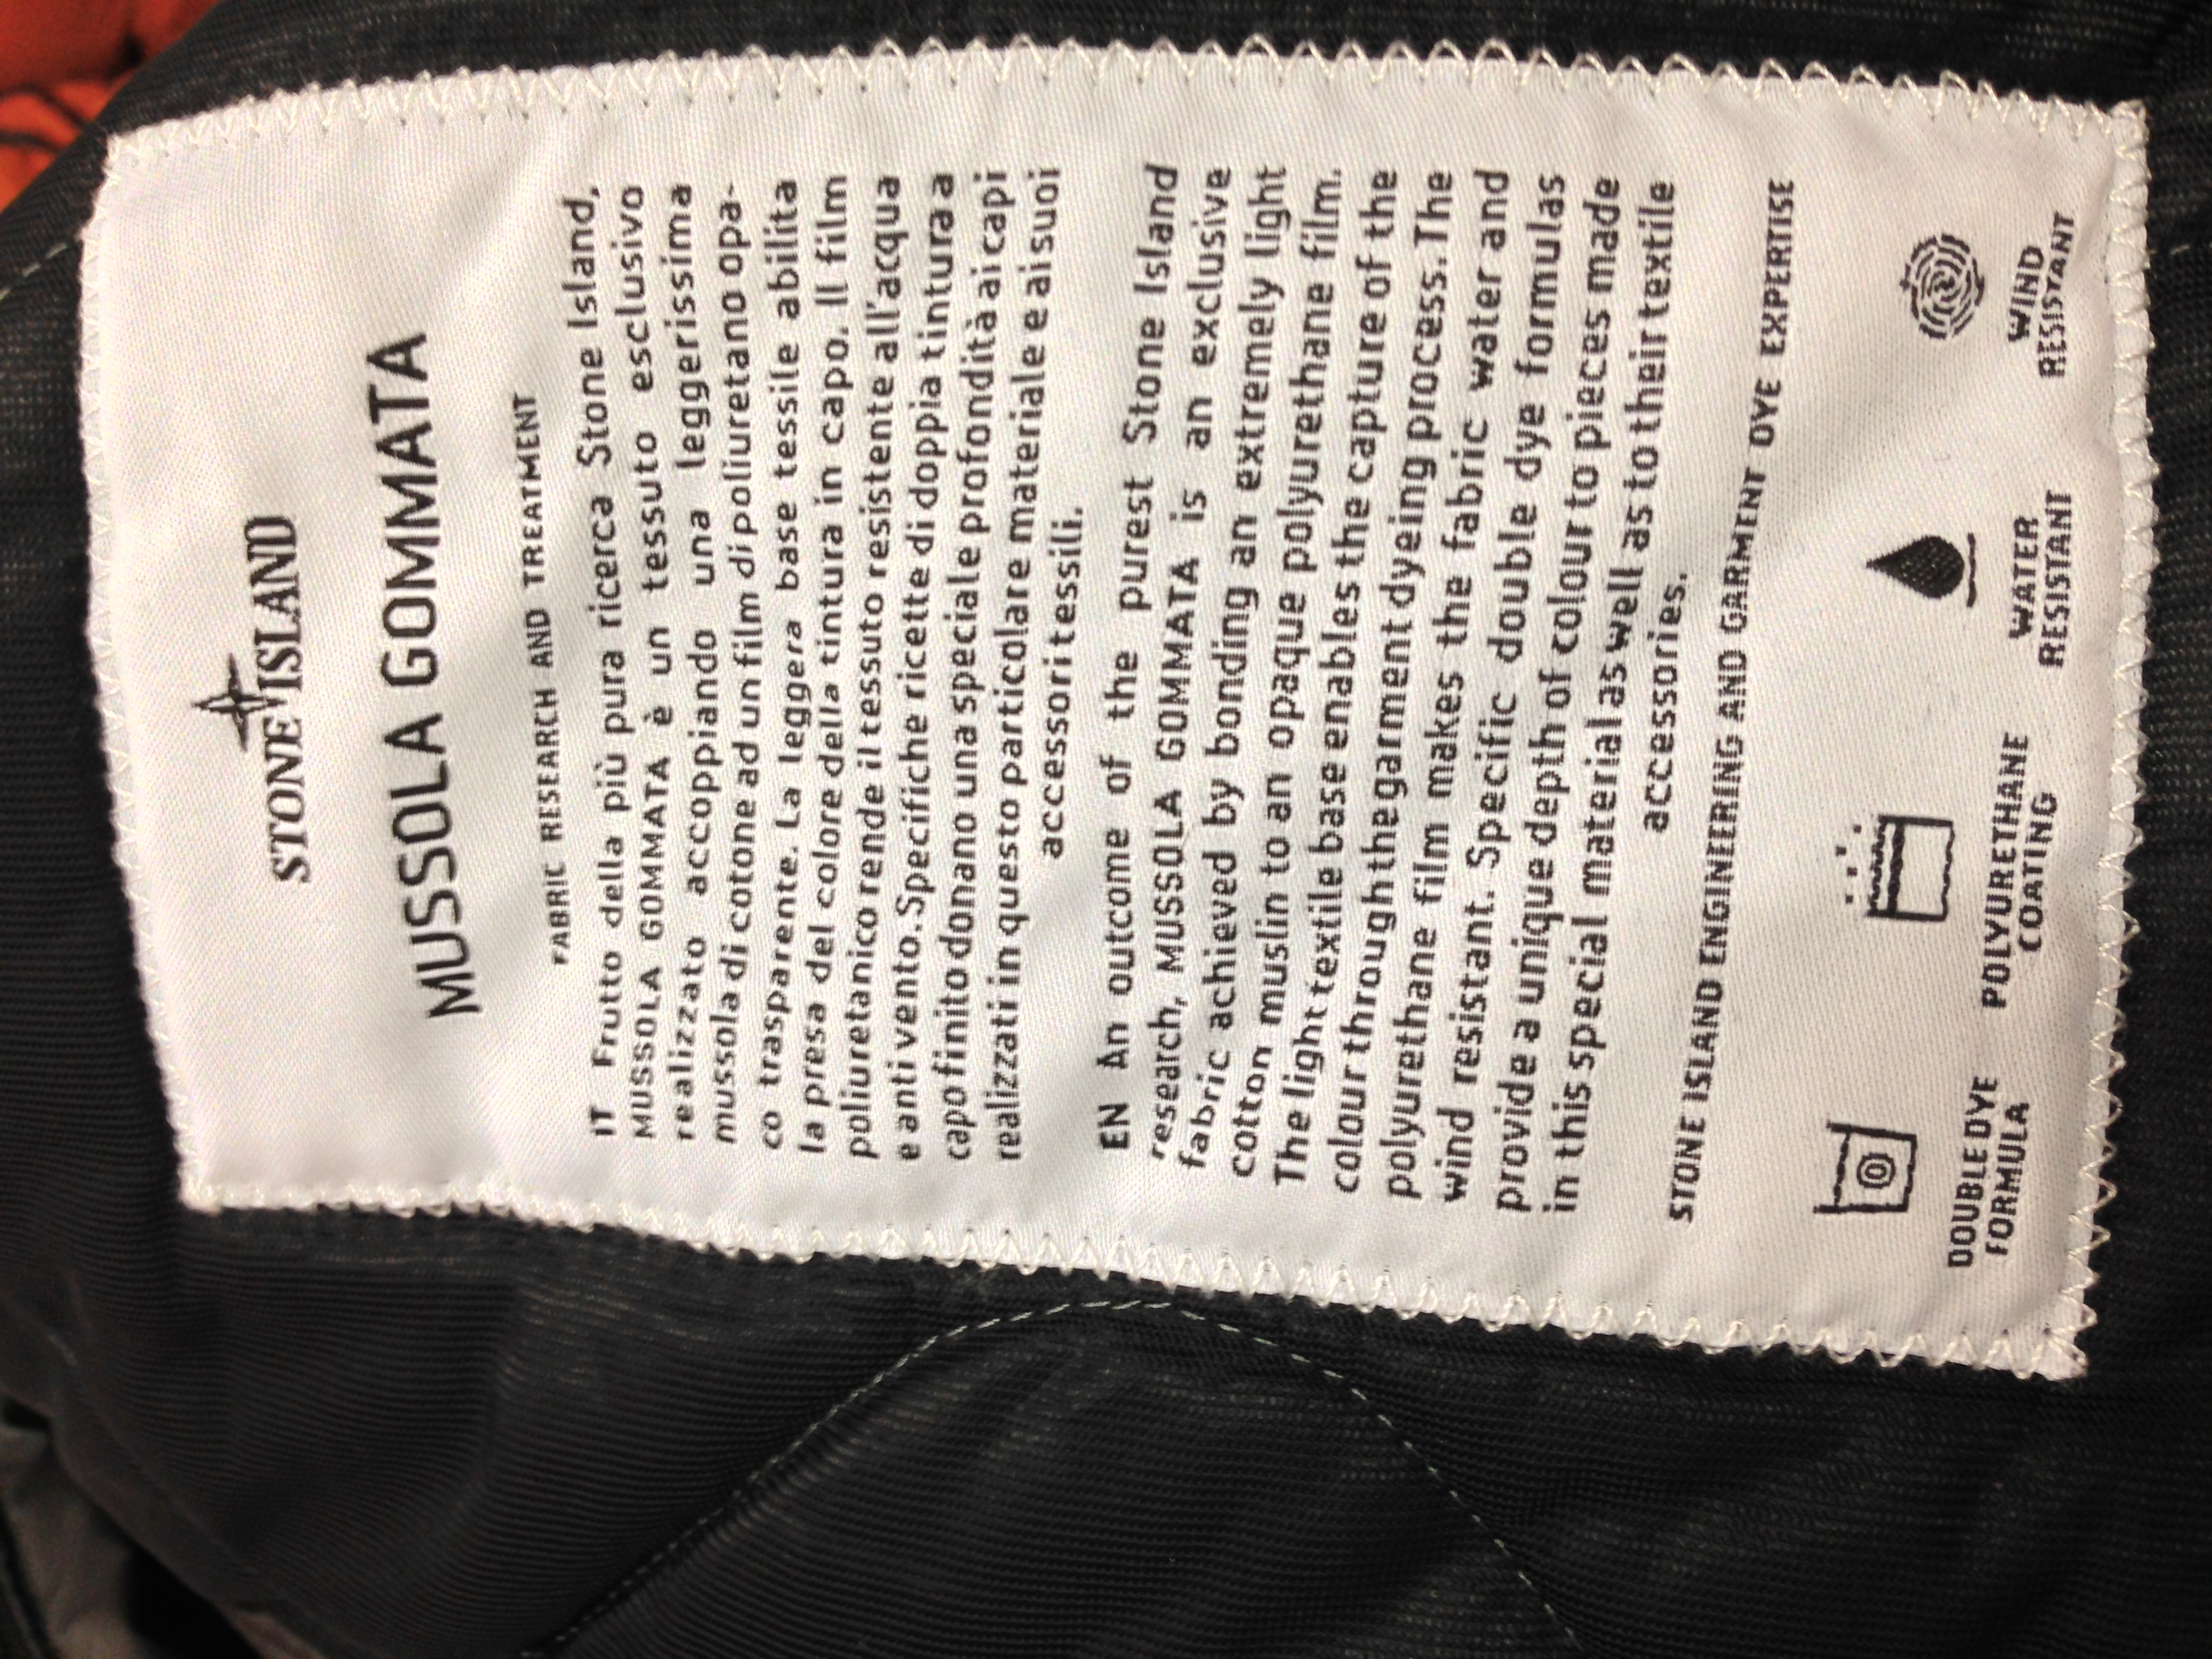 STONE ISLAND
MUSSOLA GOMMATA
FABRIC RESEARCH AND TREATMENT
IT Frutto della più pura ricerca Stone Island,
MUSSOLA GOMMATA è un tessuto esclusivo
realizzato accoppiando una leggerissima
mussola di cotone ad un film di poliuretano opa-
co trasparente. La leggera base tessile abilita
la presa del colore della tintura in capo. Il film
poliuretanico rende il tessuto resistente all'acqua
e anti vento. Specifiche ricette di doppia tintura a
capo finito donano una speciale profondità ai capi
realizzati in questo particolare materiale e ai suoi
accessori tessili.
EN An outcome of the purest Stone Island
research, MUSSOLA GOMMATA is an exclusive
fabric achieved by bonding an extremely light
cotton muslin to an opaque polyurethane film.
The light textile base enables the capture of the
colour through the garment dyeing process. The
polyurethane film makes the fabric water and
wind resistant. Specific double dye formulas
provide a unique depth of colour to pieces made
in this special material as well as to their textile
accessories.
STONE ISLAND ENGINEERING AND GARMENT DYE EXPERTISE
DOUBLE DYE
FORMULA
POLYURETHANE
COATING
WATER
RESISTANT
WIND
RESISTANT